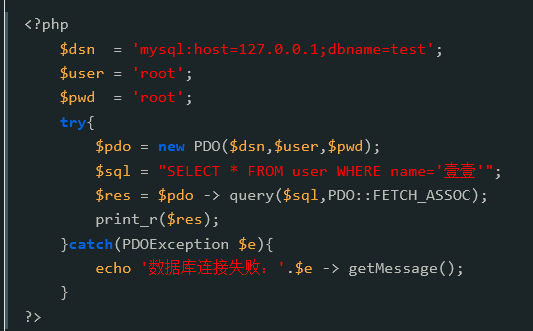 <?php
$dsn  = 'mysql:host=127.0.0.1;dbname=test';
$user = 'root';
$pwd  = 'root';
try{
$pdo = new PDO($dsn,$user,$pwd);
$sql = "SELECT * FROM user WHERE name='壹壹'";
$res = $pdo -> query($sql,PDO::FETCH_ASSOC);
print_r($res);
}catch(PDOException $e){
echo '数据库连接失败：'.$e -> getMessage();
}
?>